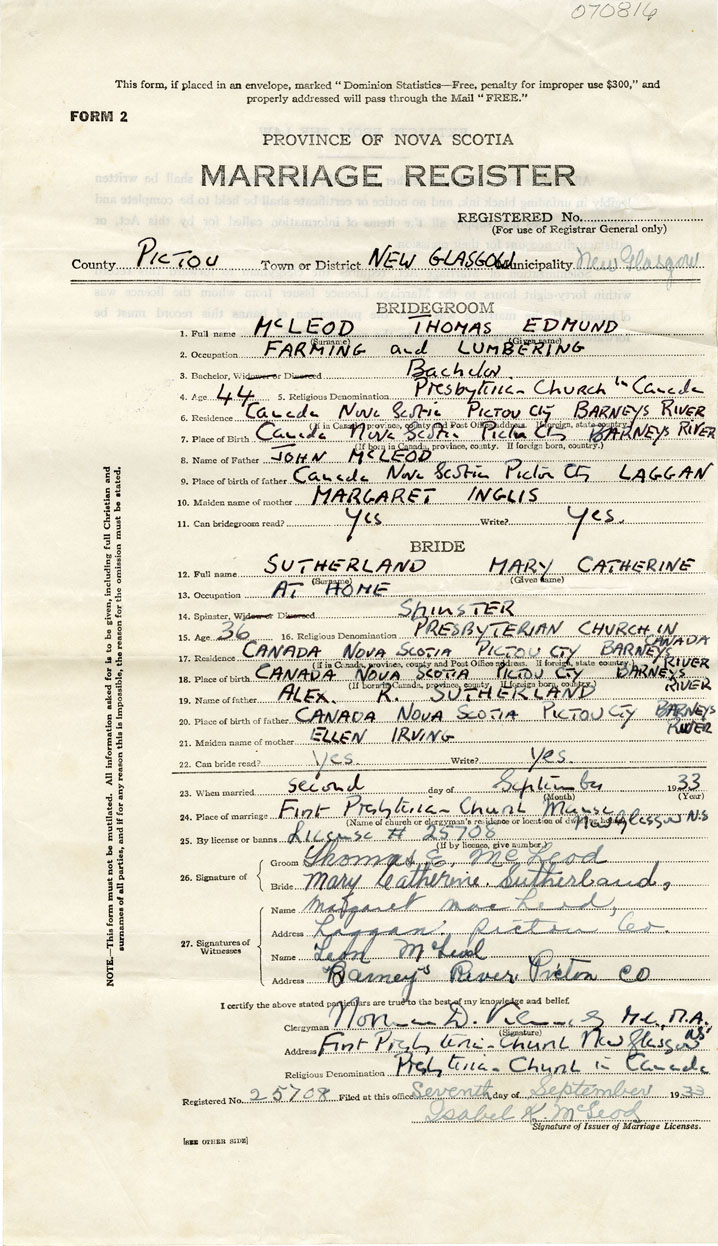 070816
This form, if placed in an envelope, marked "Dominion Statistics—Free, penalty for improper use $300," and
properly addressed will pass through the Mail "FREE."
FORM 2
PROVINCE OF NOVA SCOTIA
MARRIAGE REGISTER
REGISTERED No.
(For use of Registrar General only)
County PICTOU Town or District NEW GLASGOW Municipality New Glasgow
BRIDEGROOM
1. Full name McLEOD THOMAS EDMUND
(Surname) (Given name)
2. Occupation FARMING and LUMBERING
3. Bachelor, Widower or Divorced Bachelor
4. Age 44 5. Religious Denomination Presbyterian Church in Canada
6. Residence Canada Nova Scotia PICTOU CTY BARNEYS RIVER
(If in Canada, province, county and Post Office address. If foreign, state country.)
7. Place of Birth Canada Nova Scotia Pictou Cty BARNEYS RIVER
(If born in Canada, province, county. If foreign born, country.)
8. Name of Father JOHN McLEOD
9. Place of birth of father Canada Nova Scotia Pictou Cty LAGGAN
10. Maiden name of mother MARGARET INGLIS
11. Can bridegroom read? Yes Write? Yes.
BRIDE
12. Full name SUTHERLAND MARY CATHERINE
(Surname) (Given name)
13. Occupation AT HOME
14. Spinster, Widow or Divorced SPINSTER
15. Age 36 16. Religious Denomination PRESBYTERIAN CHURCH IN CANADA
17. Residence CANADA NOVA SCOTIA PICTOU CTY BARNEYS RIVER
(If in Canada, province, county and Post Office address. If foreign, state country.)
18. Place of birth CANADA NOVA SCOTIA PICTOU CTY BARNEYS RIVER
(If born in Canada, province, county. If foreign born, country.)
19. Name of father ALEX. R. SUTHERLAND
20. Place of birth of father CANADA NOVA SCOTIA PICTOU CTY BARNEYS RIVER
21. Maiden name of mother ELLEN IRVING
22. Can bride read? Yes Write? Yes.
23. When married second day of September 1933
(Month) (Year)
24. Place of marriage First Presbyterian Church Manse New Glasgow N.S
(Name of church or clergyman's residence or location of
25. By license or banns License # 25708
(If by licence, give number)
26. Signature of Groom Thomas E. McLeod
Bride Mary Catherine Sutherland,
27. Signatures of Witnesses
Name Margaret MacLeod,
Address Laggan, Pictou Co
Name Leon McLeod
Address Barney's River Pictou CO
I certify the above stated particulars are true to the best of my knowledge and belief.
Clergyman Norman D. M.A.
(Signature)
Address First Presbyterian Church New Glasgow NS
Religious Denomination Presbyterian Church in Canada
Registered No. 25708 Filed at this office Seventh day of September 1933
Isabel K. McLeod
Signature of Issuer of Marriage Licenses.
[SEE OTHER SIDE]
NOTE.—This form must not be mutilated. All information asked for is to be given, including full Christian and
surnames of all parties, and if for any reason this is impossible, the reason for the omission must be stated.